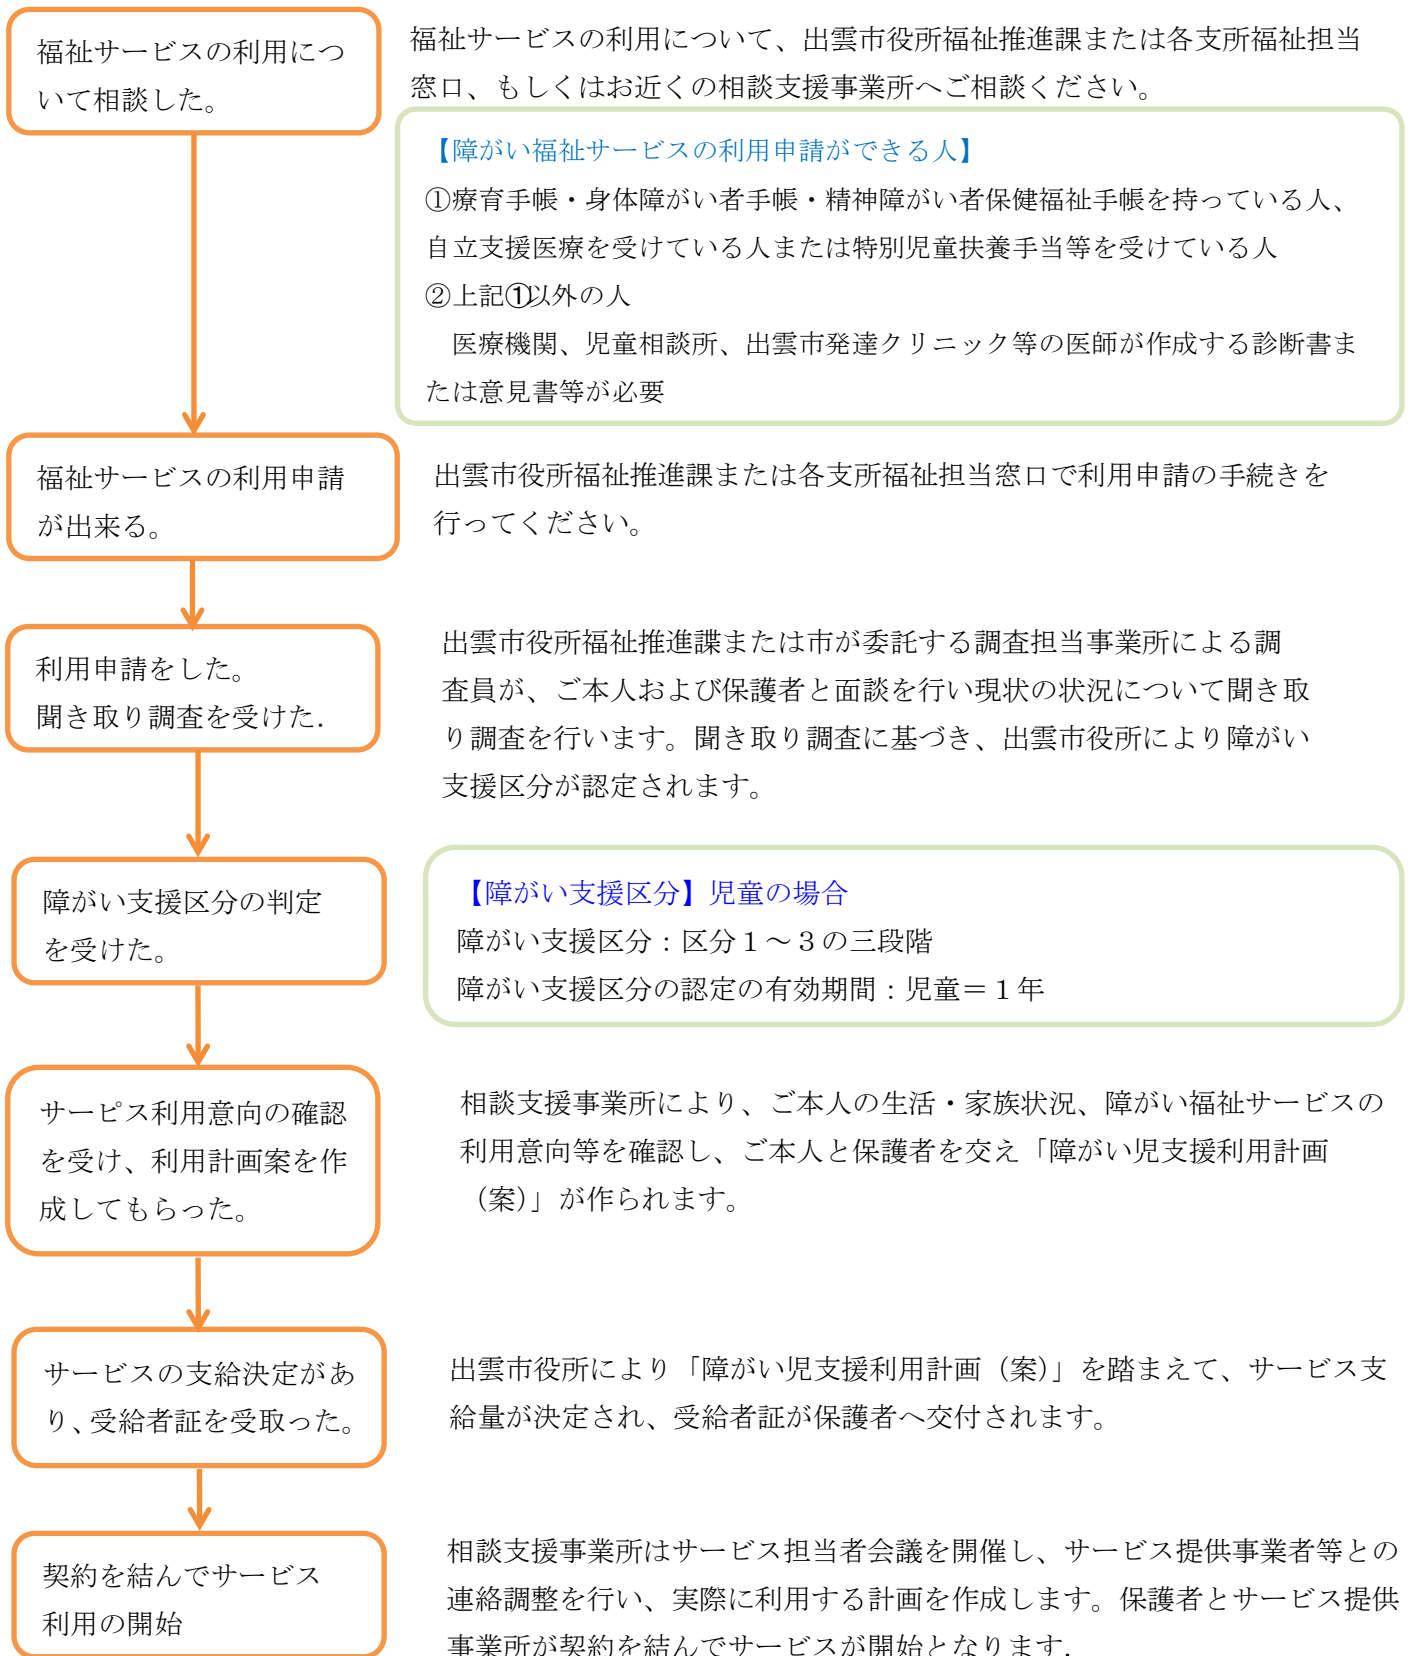 福祉サービスの利用につ
いて相談した。
福祉サービスの利用について、出雲市役所福祉推進課または各支所福祉担当
窓口、もしくはお近くの相談支援事業所へご相談ください。
【障がい福祉サービスの利用申請ができる人】
①療育手帳・身体障がい者手帳・精神障がい者保健福祉手帳を持っている人、
自立支援医療を受けている人または特別児童扶養手当等を受けている人
②上記①以外の人
医療機関、児童相談所、出雲市発達クリニック等の医師が作成する診断書ま
たは意見書等が必要
福祉サービスの利用申請
が出来る。
出雲市役所福祉推進課または各支所福祉担当窓口で利用申請の手続きを
行ってください。
利用申請をした。
聞き取り調査を受けた.
出雲市役所福祉推進諜または市が委託する調査担当事業所による調
査員が、ご本人および保護者と面談を行い現状の状況について聞き取
り調査を行います。聞き取り調査に基づき、出雲市役所により障がい
支援区分が認定されます。
障がい支援区分の判定
を受けた。
【障がい支援区分】児童の場合
障がい支援区分：区分１～３の三段階
障がい支援区分の認定の有効期間：児童＝１年
サーピス利用意向の確認
を受け、利用計画案を作
成してもらった。
相談支援事業所により、ご本人の生活・家族状況、障がい福祉サービスの
利用意向等を確認し、ご本人と保護者を交え「障がい児支援利用計画
（案）」が作られます。
サービスの支給決定があ
り、受給者証を受取った。
出雲市役所により「障がい児支援利用計画（案）」を踏まえて、サービス支
給量が決定され、受給者証が保護者へ交付されます。
契約を結んでサービス
利用の開始
相談支援事業所はサービス担当者会議を開催し、サービス提供事業者等との
連絡調整を行い、実際に利用する計画を作成します。保護者とサービス提供
事業所が契約を結んでサービスが開始となります.